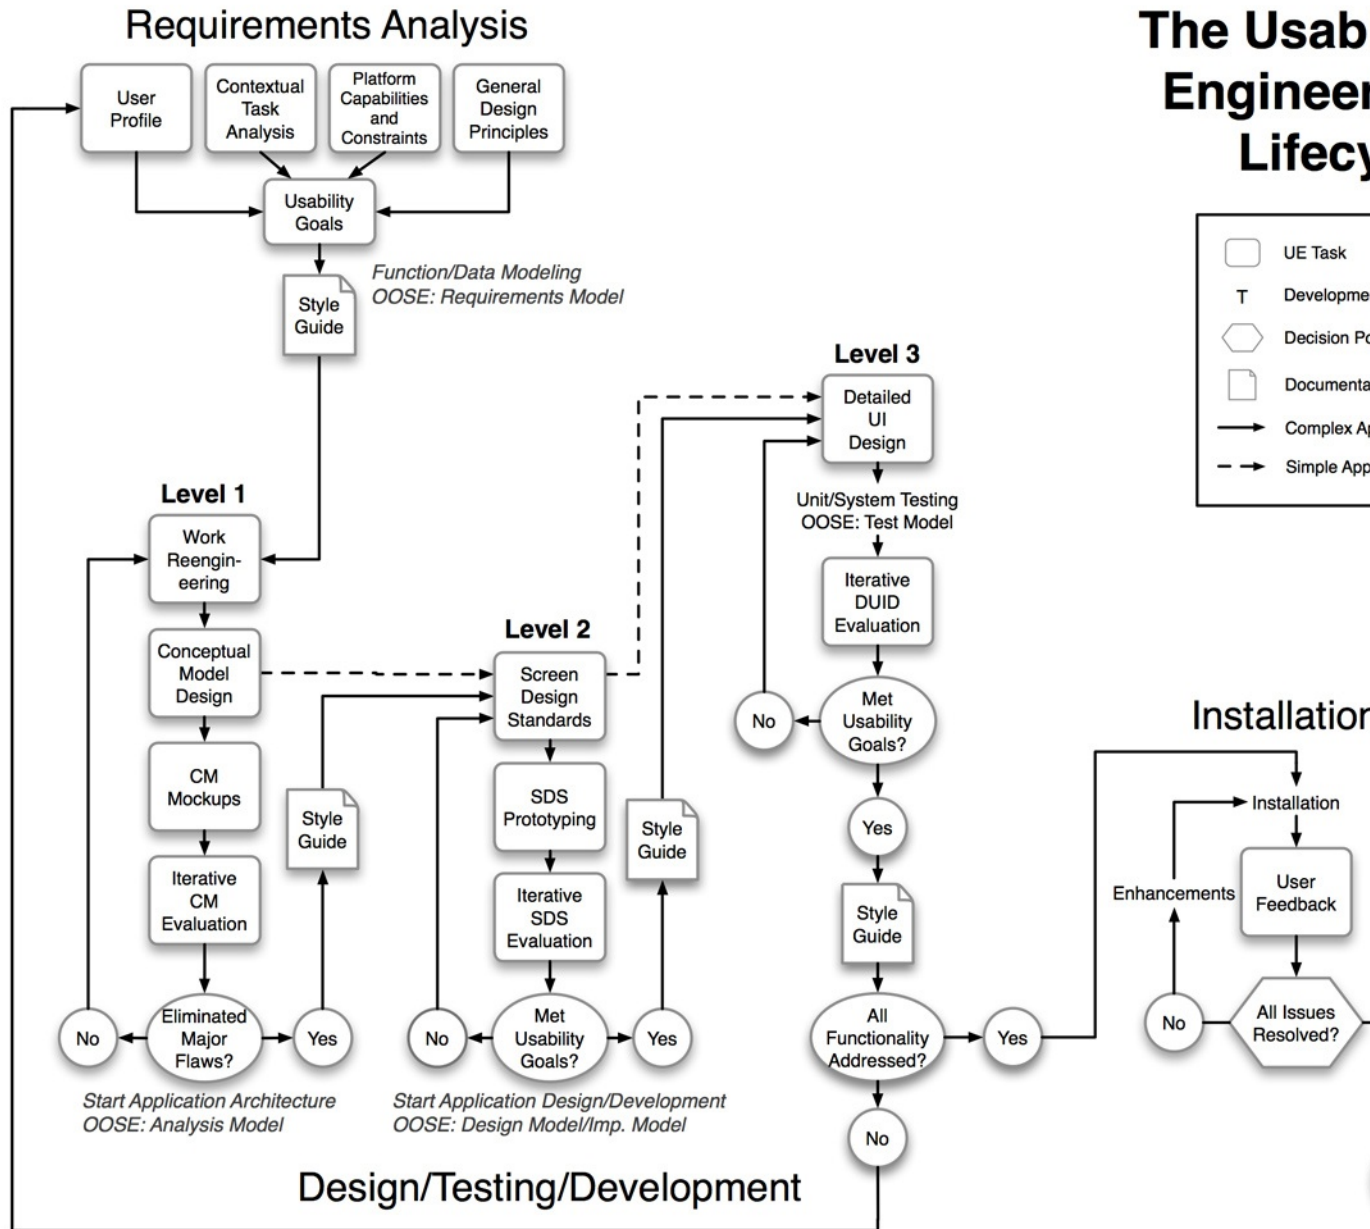 Requirements Analysis
The Usab
Engineer
Lifecy
User
Profile
Contextual
Task
Analysis
Platform
Capabilities
and
Constraints
General
Design
Principles
Usability
Goals
Function/Data Modeling
OOSE: Requirements Model
Style
Guide
UE Task
T
Developme
Decision Po
Documenta
Complex Ap
Simple App
Level 1
Work
Reengin-
eering
Conceptual
Model
Design
CM
Mockups
Iterative
CM
Evaluation
Eliminated
Major
Flaws?
No
Yes
Style
Guide
Start Application Architecture
OOSE: Analysis Model
Level 2
Screen
Design
Standards
SDS
Prototyping
Iterative
SDS
Evaluation
Met
Usability
Goals?
No
Yes
Style
Guide
Start Application Design/Development
OOSE: Design Model/Imp. Model
Level 3
Detailed
UI
Design
Unit/System Testing
OOSE: Test Model
Iterative
DUID
Evaluation
Met
Usability
Goals?
No
Yes
Style
Guide
All
Functionality
Addressed?
Yes
No
Installation
Installation
User
Feedback
Enhancements
All Issues
Resolved?
No
Design/Testing/Development